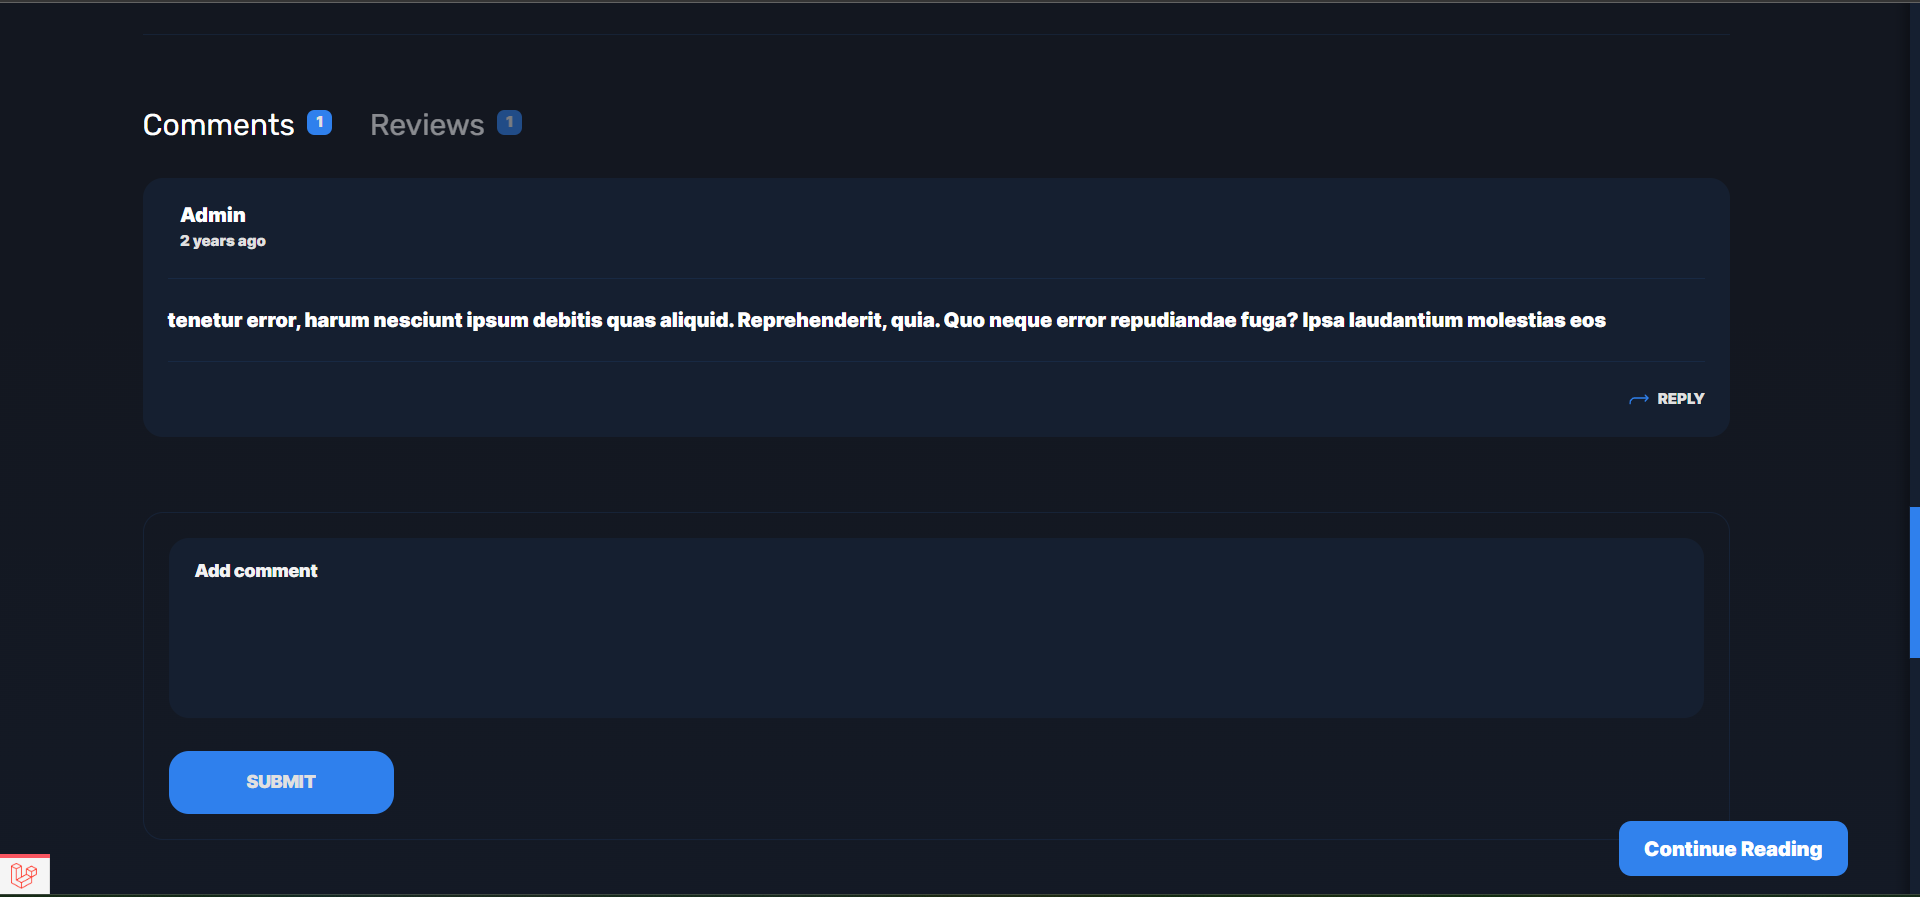 Comments 1 Reviews 1
Admin
2 years ago
tenetur error, harum nesciunt ipsum debitis quas aliquid. Reprehenderit, quia. Quo neque error repudiandae fuga? Ipsa laudantium molestias eos
REPLY
Add comment
SUBMIT
Continue Reading